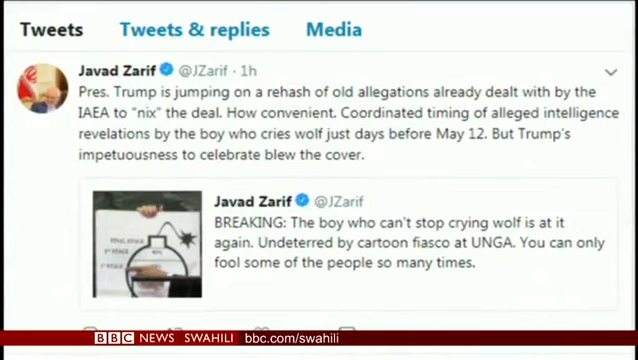 Tweets Tweets & replies Media
Javad Zarif @JZarif · 1h
Pres. Trump is jumping on a rehash of old allegations already dealt with by the
IAEA to “nix” the deal. How convenient. Coordinated timing of alleged intelligence
revelations by the boy who cries wolf just days before May 12. But Trump’s
impetuousness to celebrate blew the cover.
Javad Zarif @JZarif
BREAKING: The boy who can’t stop crying wolf is at it
again. Undeterred by cartoon fiasco at UNGA. You can only
fool some of the people so many times.
BBC NEWS SWAHILI bbc.com/swahili